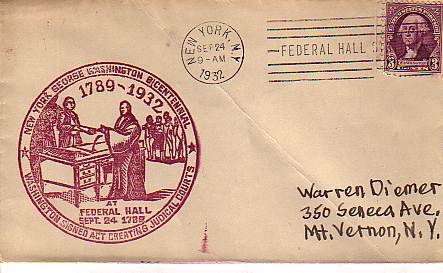 NEW YORK, N.Y.
SEP 24
9-AM
1932
FEDERAL HALL
3 3
NEW YORK GEORGE WASHINGTON BICENTENNIAL
1789-1932
AT
FEDERAL HALL
SEPT. 24 1789
WASHINGTON SIGNED ACT CREATING JUDICIAL COURTS
Warren Diemer
350 Seneca Ave,
Mt. Vernon, N.Y.